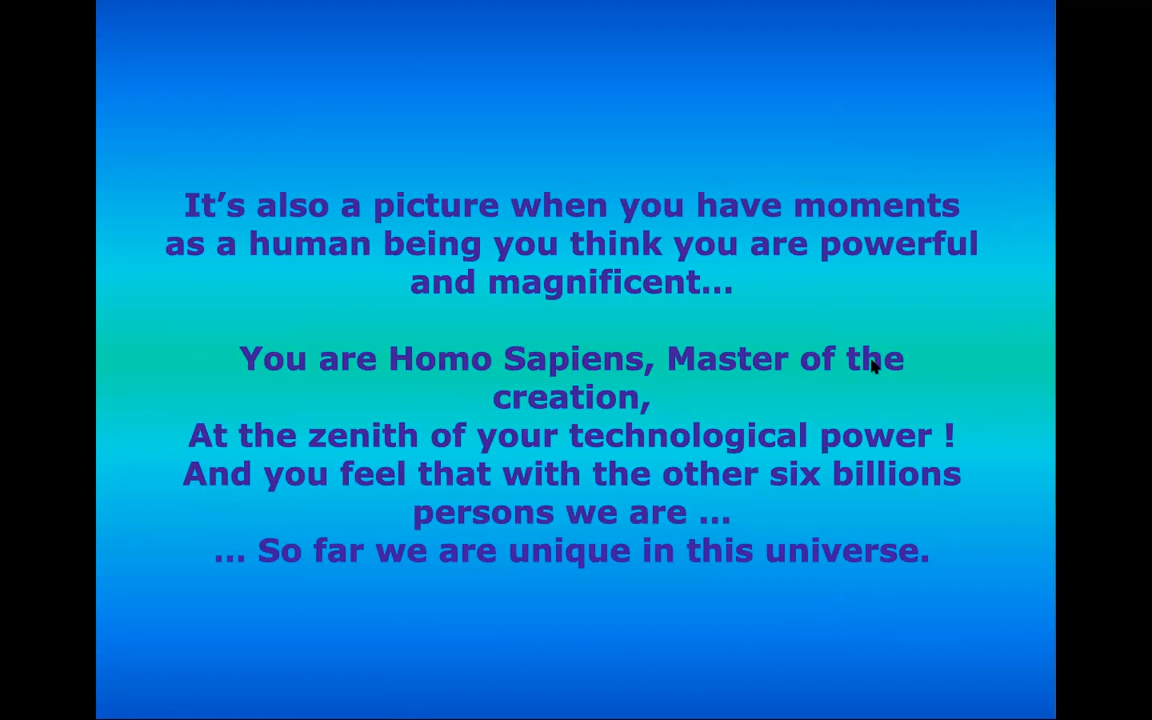 It’s also a picture when you have moments
as a human being you think you are powerful
and magnificent...
You are Homo Sapiens, Master of the
creation,
At the zenith of your technological power !
And you feel that with the other six billions
persons we are ...
... So far we are unique in this universe.